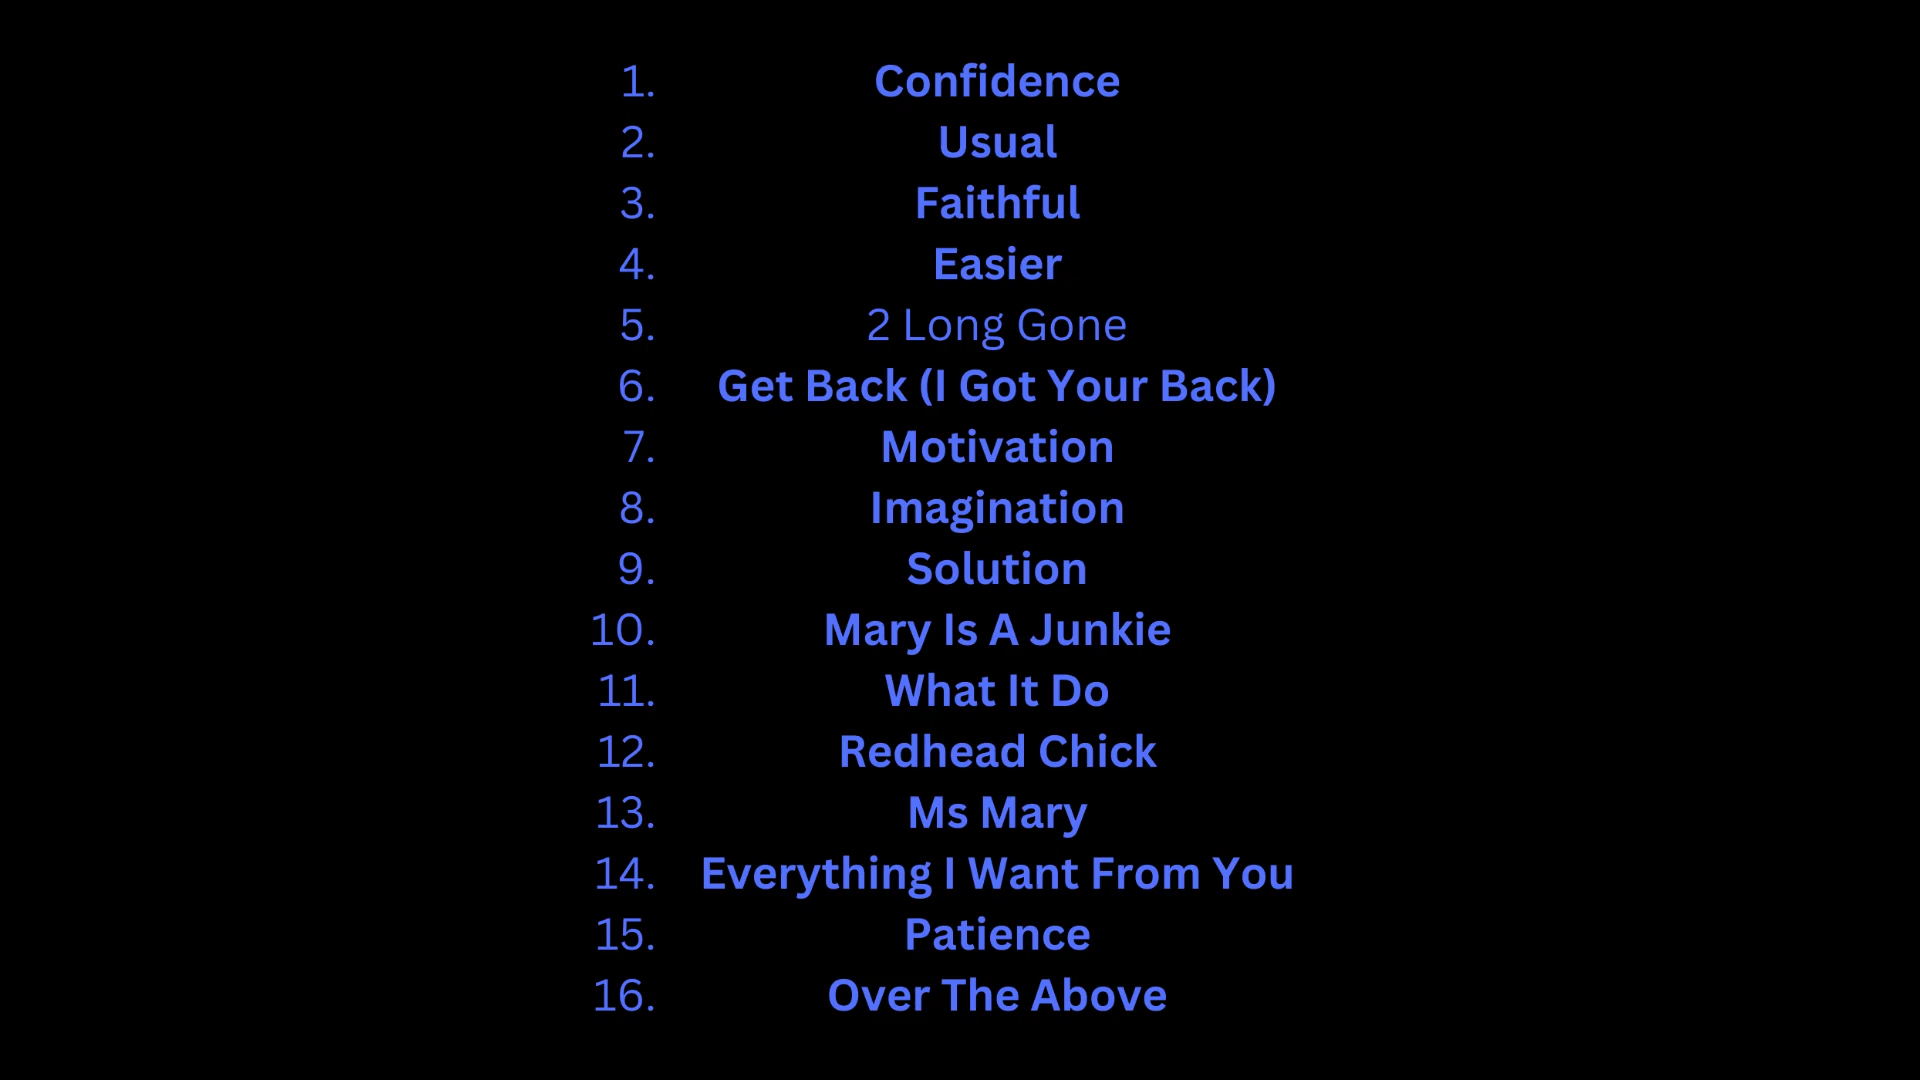 1. Confidence
2. Usual
3. Faithful
4. Easier
5. 2 Long Gone
6. Get Back (I Got Your Back)
7. Motivation
8. Imagination
9. Solution
10. Mary Is A Junkie
11. What It Do
12. Redhead Chick
13. Ms Mary
14. Everything I Want From You
15. Patience
16. Over The Above